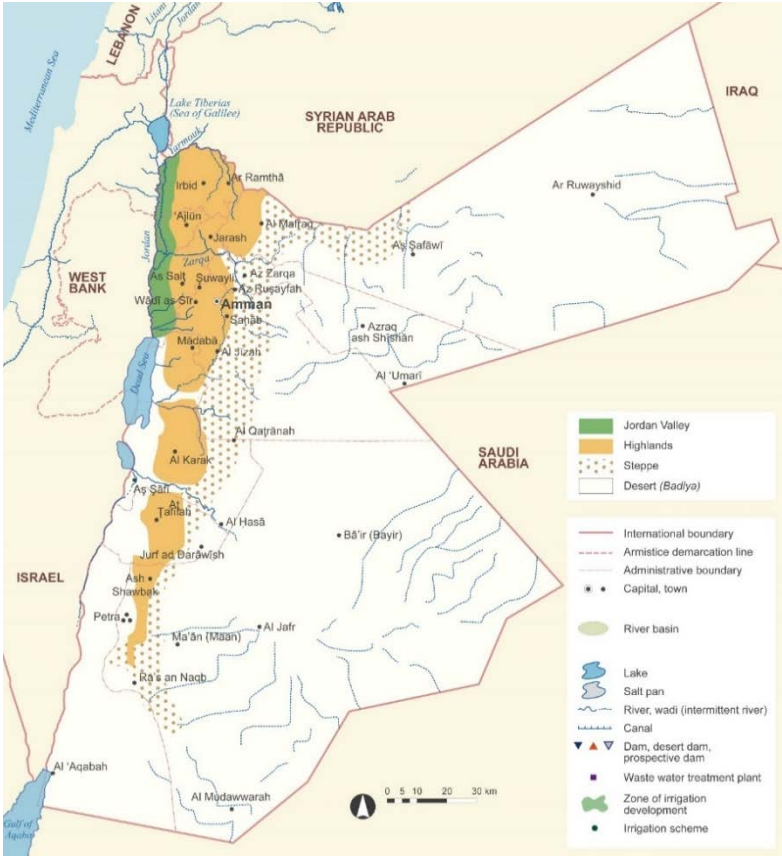 LEBANON
Litani
Jordan
Mediterranean Sea
Lake Tiberias
(Sea of Galilee)
SYRIAN ARAB
REPUBLIC
IRAQ
Yarmouk
Irbid
Ar Ramthā
Ar Ruwayshid
'Ajlūn
Al Mafraq
Jarash
Jordan
Aş Şafāwī
Zarqa
WEST
BANK
As Salt
Şuwayliḥ
Az Zarqa
Az Ruşayfah
Wādī as Sīr
Amman
Saḥāb
Azraq
ash Shīshān
Mādabā
Al Jīzah
Dead Sea
Al 'Umarī
Al Qaţrānah
SAUDI
ARABIA
Al Karak
Aş Şāfī
Aţ
Ţafīlah
Al Ḥasā
Bā'ir (Bayir)
Jurf ad Darāwīsh
ISRAEL
Ash
Shawbak
Petra
Al Jafr
Ma'ān (Maan)
Ra's an Naqb
Al 'Aqabah
Al Mudawwarah
Gulf of
Aqaba
0 5 10 20 30 km
Jordan Valley
Highlands
Steppe
Desert (Badiya)
International boundary
Armistice demarcation line
Administrative boundary
Capital, town
River basin
Lake
Salt pan
River, wadi (intermittent river)
Canal
Dam, desert dam,
prospective dam
Waste water treatment plant
Zone of irrigation
development
Irrigation scheme